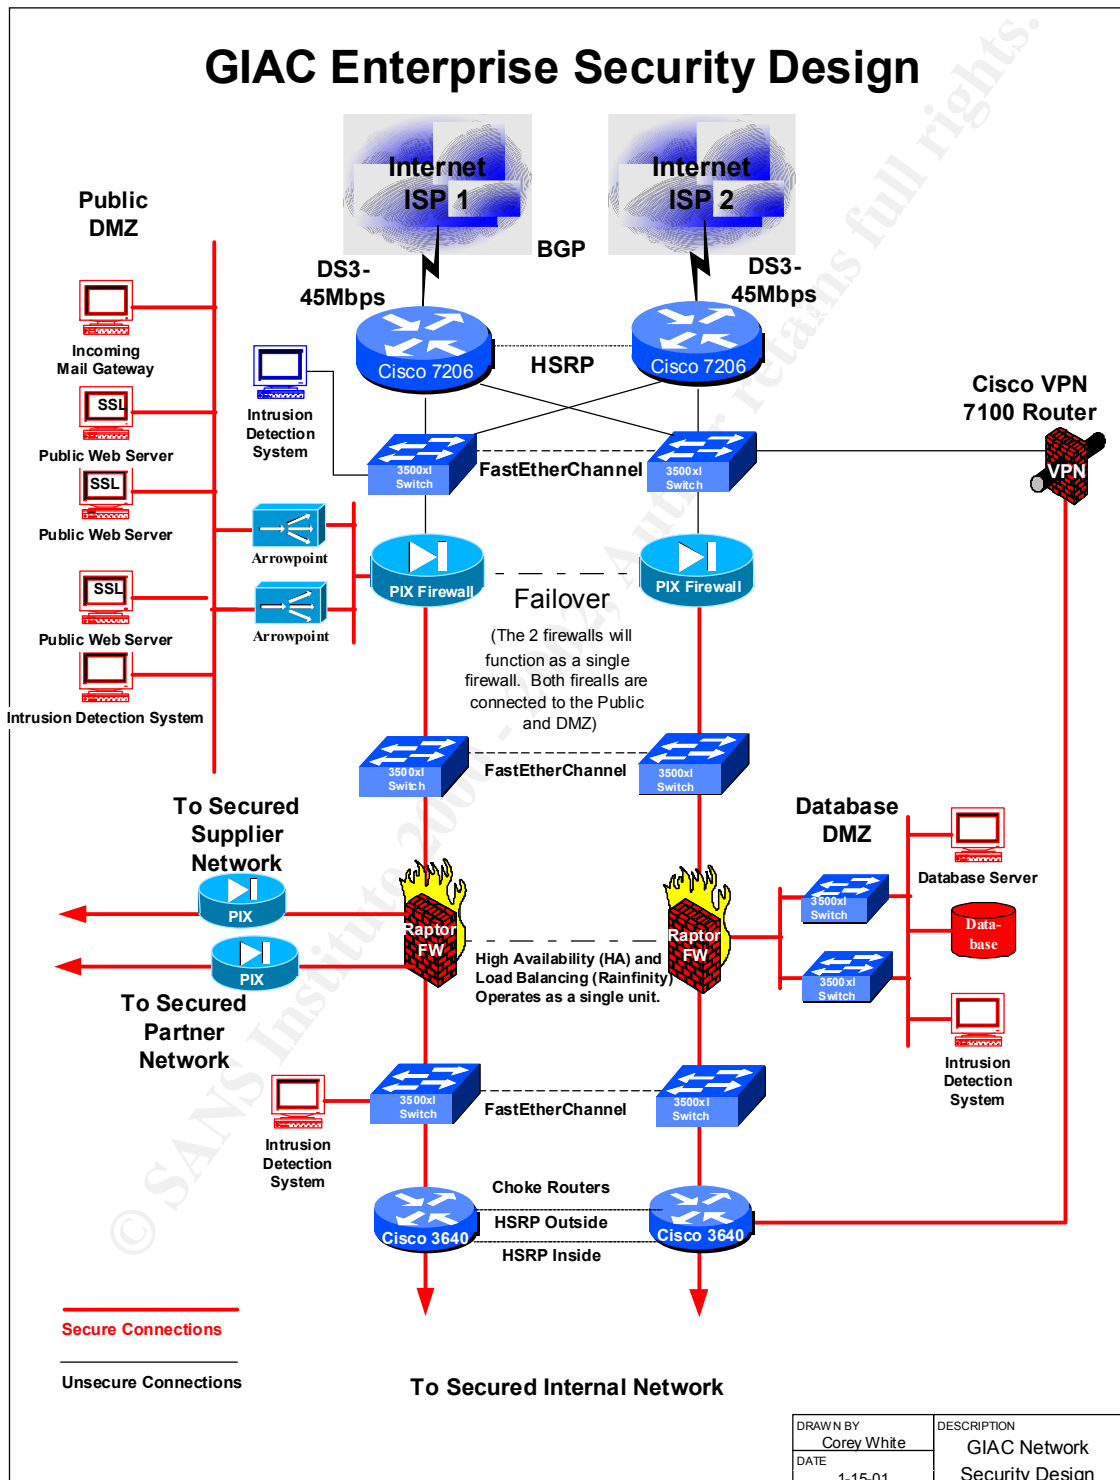 GIAC Enterprise Security Design
Internet
ISP 1
Internet
ISP 2
Public
DMZ
BGP
DS3-
45Mbps
DS3-
45Mbps
Incoming
Mail Gateway
Cisco 7206
HSRP
Cisco 7206
Cisco VPN
7100 Router
SSL
Public Web Server
Intrusion
Detection
System
3500xl
Switch
FastEtherChannel
3500xl
Switch
VPN
SSL
Public Web Server
Arrowpoint
PIX Firewall
PIX Firewall
SSL
Public Web Server
Arrowpoint
Failover
(The 2 firewalls will
function as a single
firewall. Both firealls are
connected to the Public
and DMZ)
Intrusion Detection System
3500xl
Switch
FastEtherChannel
3500xl
Switch
To Secured
Supplier
Network
Database
DMZ
PIX
3500xl
Switch
Database Server
Raptor
FW
Raptor
FW
Data-
base
PIX
High Availability (HA) and
Load Balancing (Rainfinity)
Operates as a single unit.
3500xl
Switch
To Secured
Partner
Network
Intrusion
Detection
System
3500xl
Switch
FastEtherChannel
3500xl
Switch
Intrusion
Detection
System
Choke Routers
HSRP Outside
Cisco 3640
Cisco 3640
HSRP Inside
Secure Connections
Unsecure Connections
To Secured Internal Network
DRAWN BY
Corey White
DATE
1-15-01
DESCRIPTION
GIAC Network
Security Design
© SANS Institute 2000 - 2002, Author retains full rights.